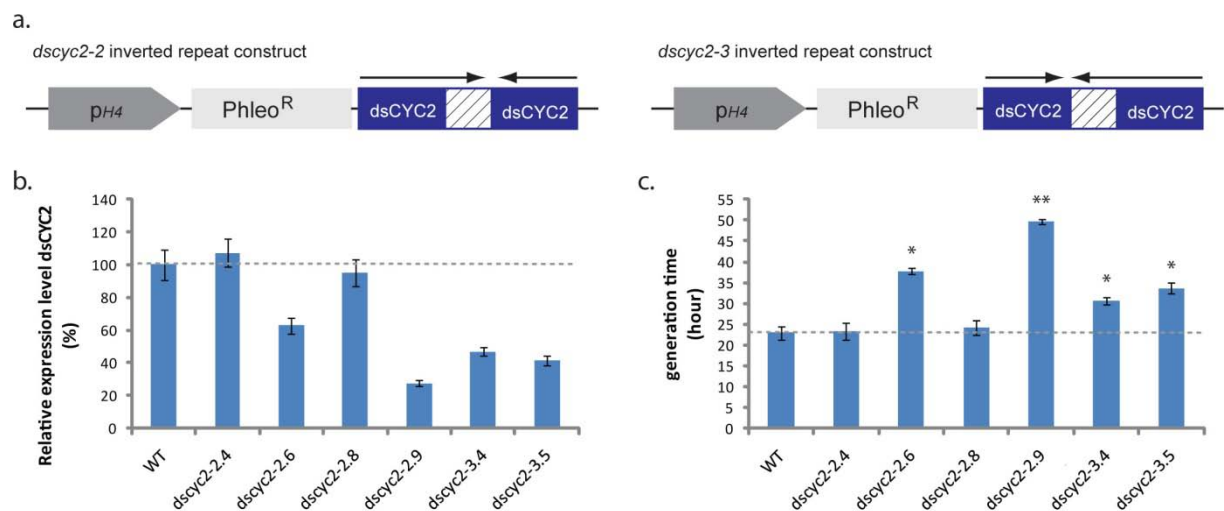 a.
dscyc2-2 inverted repeat construct
pH4
Phleo^R
dsCYC2
dsCYC2
dscyc2-3 inverted repeat construct
pH4
Phleo^R
dsCYC2
dsCYC2
b.
Relative expression level dsCYC2
(%)
140
120
100
80
60
40
20
0
WT
dscyc2-2.4
dscyc2-2.6
dscyc2-2.8
dscyc2-2.9
dscyc2-3.4
dscyc2-3.5
c.
generation time
(hour)
55
50
45
40
35
30
25
20
15
10
5
0
*
**
*
*
WT
dscyc2-2.4
dscyc2-2.6
dscyc2-2.8
dscyc2-2.9
dscyc2-3.4
dscyc2-3.5